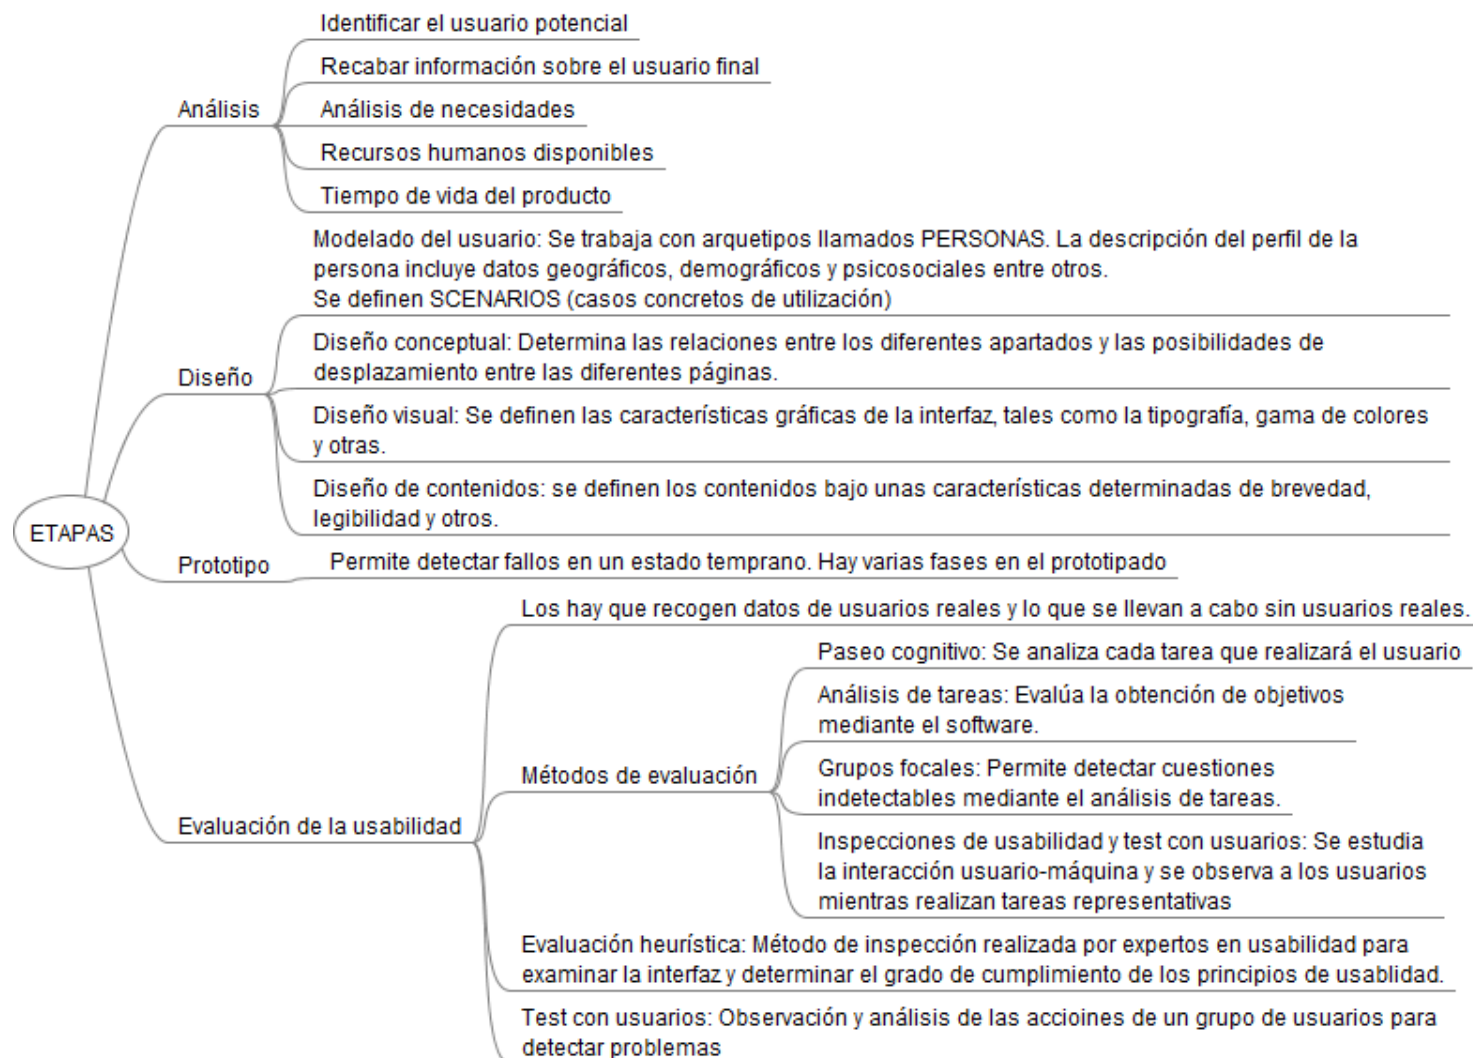 Identificar el usuario potencial
Recabar información sobre el usuario final
Análisis
Análisis de necesidades
Recursos humanos disponibles
Tiempo de vida del producto
Modelado del usuario: Se trabaja con arquetipos llamados PERSONAS. La descripción del perfil de la
persona incluye datos geográficos, demográficos y psicosociales entre otros.
Se definen SCENARIOS (casos concretos de utilización)
Diseño conceptual: Determina las relaciones entre los diferentes apartados y las posibilidades de
desplazamiento entre las diferentes páginas.
Diseño
Diseño visual: Se definen las características gráficas de la interfaz, tales como la tipografía, gama de colores
y otras.
Diseño de contenidos: se definen los contenidos bajo unas características determinadas de brevedad,
legibilidad y otros.
ETAPAS
Prototipo
Permite detectar fallos en un estado temprano. Hay varias fases en el prototipado
Los hay que recogen datos de usuarios reales y lo que se llevan a cabo sin usuarios reales.
Paseo cognitivo: Se analiza cada tarea que realizará el usuario
Análisis de tareas: Evalúa la obtención de objetivos
mediante el software.
Métodos de evaluación
Grupos focales: Permite detectar cuestiones
indetectables mediante el análisis de tareas.
Evaluación de la usabilidad
Inspecciones de usabilidad y test con usuarios: Se estudia
la interacción usuario-máquina y se observa a los usuarios
mientras realizan tareas representativas
Evaluación heurística: Método de inspección realizada por expertos en usabilidad para
examinar la interfaz y determinar el grado de cumplimiento de los principios de usablidad.
Test con usuarios: Observación y análisis de las accioines de un grupo de usuarios para
detectar problemas